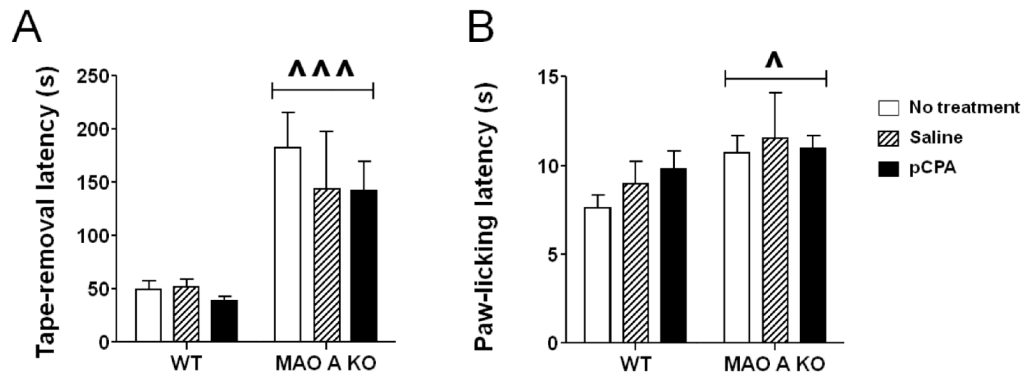 A
Tape-removal latency (s)
250
200
150
100
50
0
^ ^ ^
WT
MAO A KO
B
Paw-licking latency (s)
15
10
5
0
^
WT
MAO A KO
No treatment
Saline
pCPA